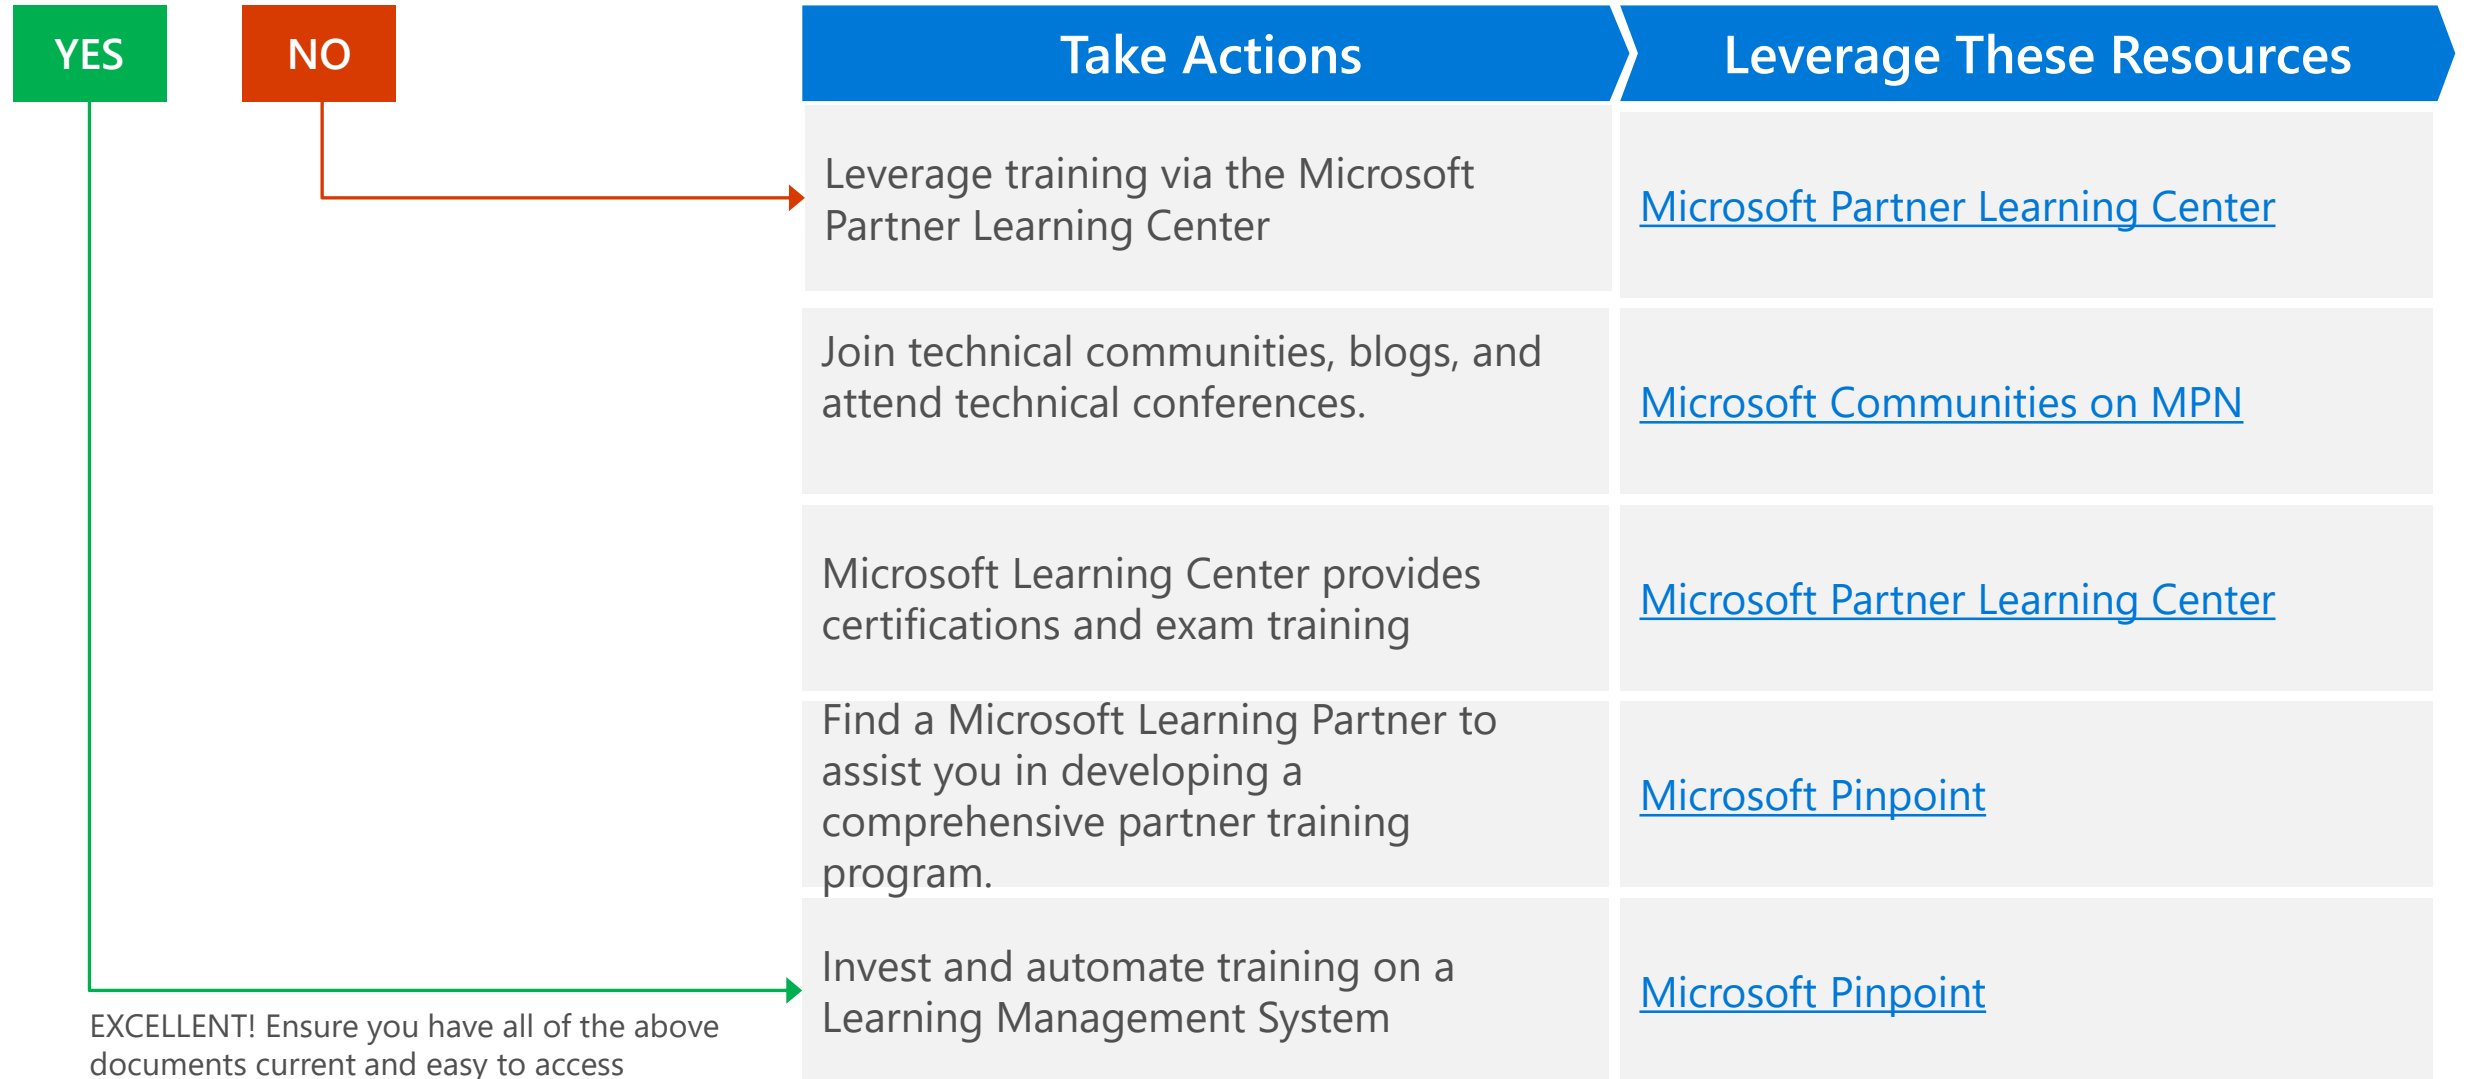 YES
NO
Take Actions
Leverage These Resources
Leverage training via the Microsoft
Partner Learning Center
Microsoft Partner Learning Center
Join technical communities, blogs, and
attend technical conferences.
Microsoft Communities on MPN
Microsoft Learning Center provides
certifications and exam training
Microsoft Partner Learning Center
Find a Microsoft Learning Partner to
assist you in developing a
comprehensive partner training
program.
Microsoft Pinpoint
Invest and automate training on a
Learning Management System
Microsoft Pinpoint
EXCELLENT! Ensure you have all of the above
documents current and easy to access